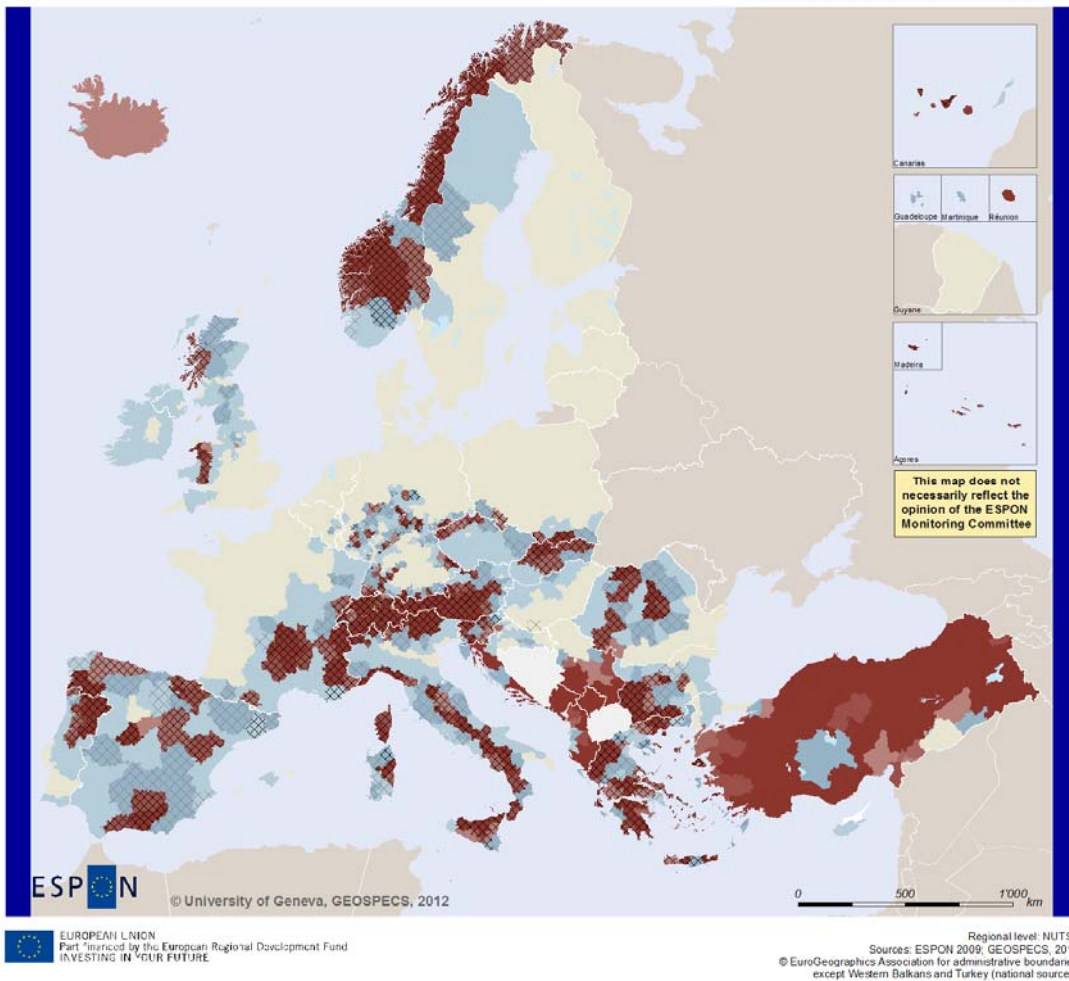 Canarias
Guadeloupe
Martinique
Réunion
Guyane
Madeira
Açores
This map does not
necessarily reflect the
opinion of the ESPON
Monitoring Committee
ESPON
© University of Geneva, GEOSPECS, 2012
0 500 1'000
km
EUROPEAN UNION
Part financed by the European Regional Development Fund
INVESTING IN YOUR FUTURE
Regional level: NUTS
Sources: ESPON 2009; GEOSPECS, 201
© EuroGeographics Association for administrative boundarie
except Western Balkans and Turkey (national source